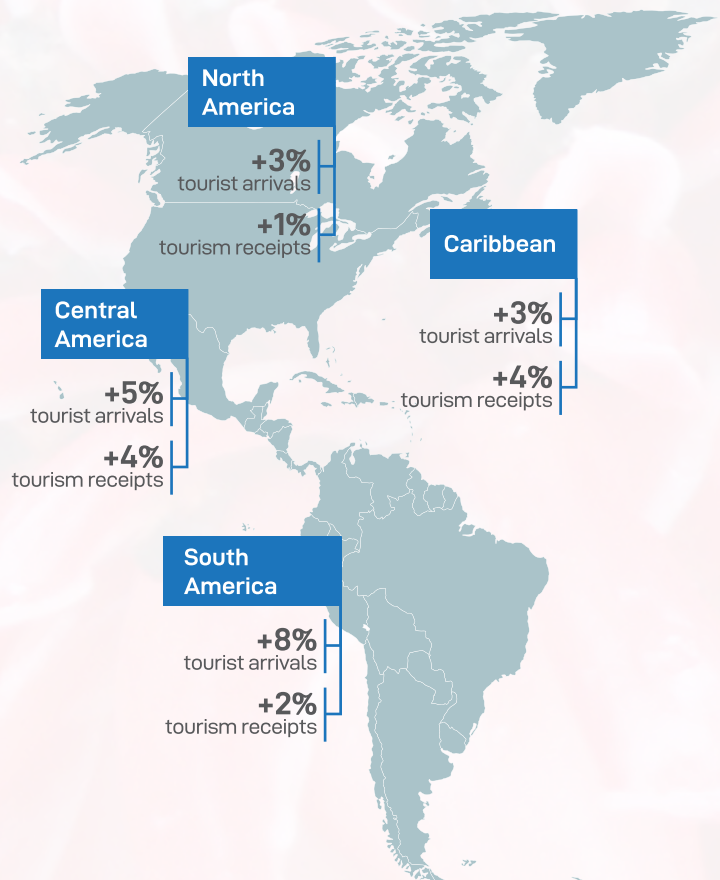 North
America
+3%
tourist arrivals
+1%
tourism receipts
Caribbean
+3%
tourist arrivals
+4%
tourism receipts
Central
America
+5%
tourist arrivals
+4%
tourism receipts
South
America
+8%
tourist arrivals
+2%
tourism receipts